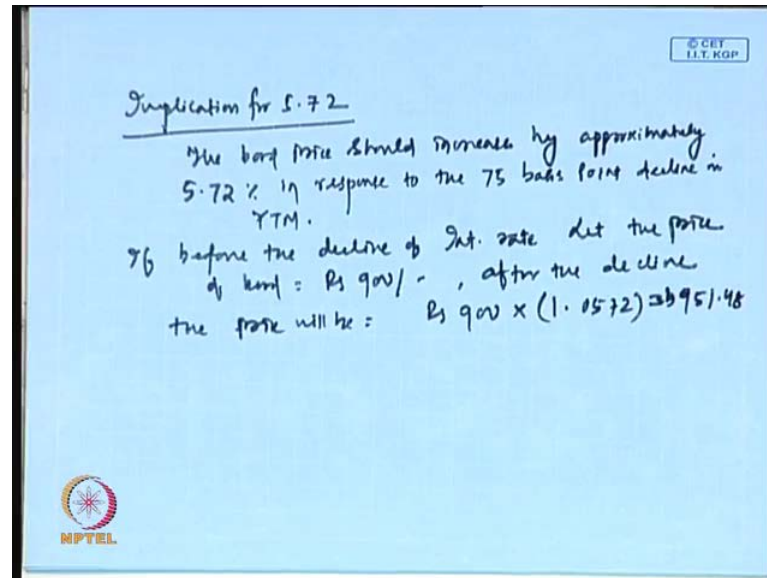 © CET
I.I.T. KGP
Implication for 5.72
The bond price should increase by approximately
5.72 % in response to the 75 basis point decline in
YTM.
If before the decline of Int. rate let the price
of bond = Rs 900/- , after the decline
the price will be = Rs 900 × (1.0572) = Rs 951.48
NPTEL